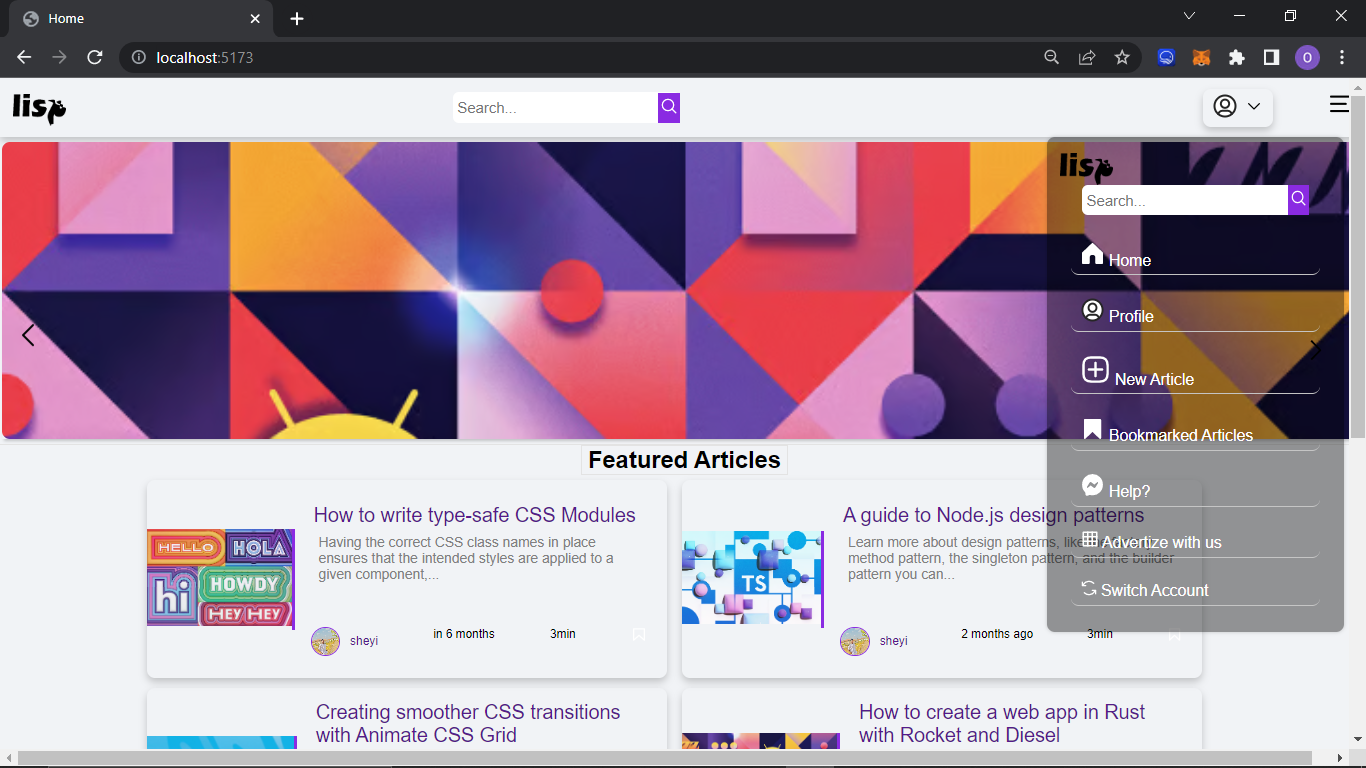 Home
localhost:5173
O
lisp
Search...
lisp
Search...
Home
Profile
New Article
Bookmarked Articles
Help?
Advertize with us
Switch Account
Featured Articles
How to write type-safe CSS Modules
Having the correct CSS class names in place
ensures that the intended styles are applied to a
given component,...
HELLO
HOLA
hi
HOWDY
HEY HEY
sheyi
in 6 months
3min
A guide to Node.js design patterns
Learn more about design patterns, like
method pattern, the singleton pattern, and the builder
pattern you can...
TS
sheyi
2 months ago
3min
Creating smoother CSS transitions
with Animate CSS Grid
How to create a web app in Rust
with Rocket and Diesel